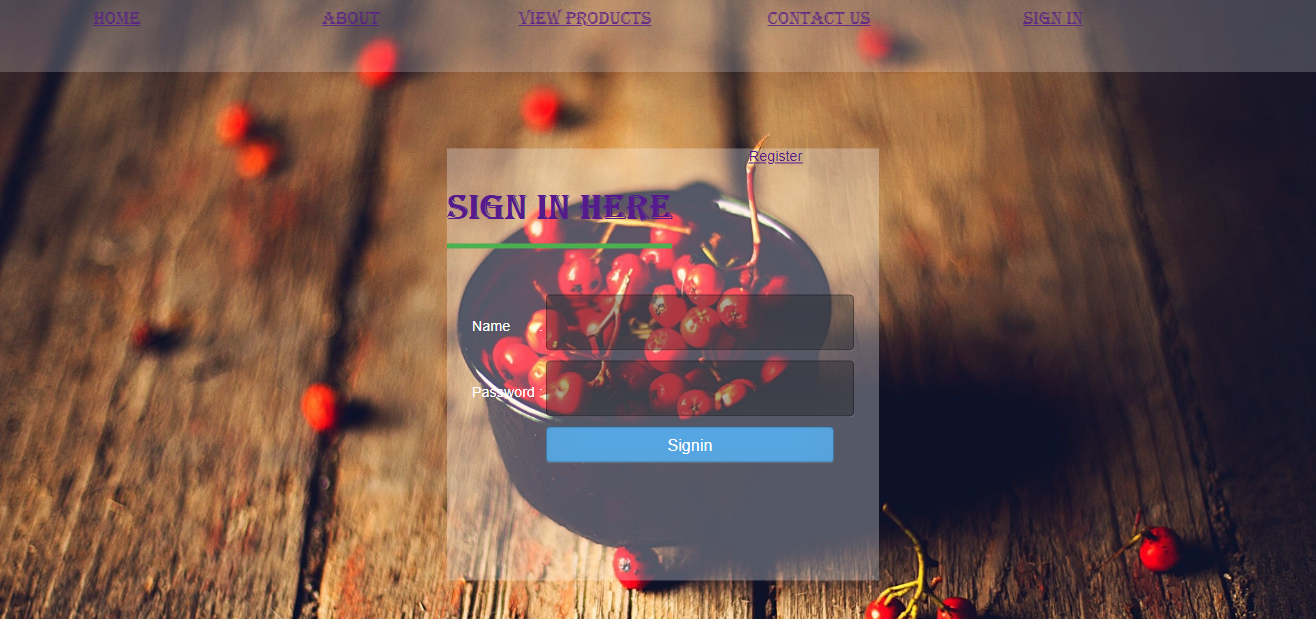 HOME ABOUT VIEW PRODUCTS CONTACT US SIGN IN
Register
SIGN IN HERE
Name :
Password :
Signin